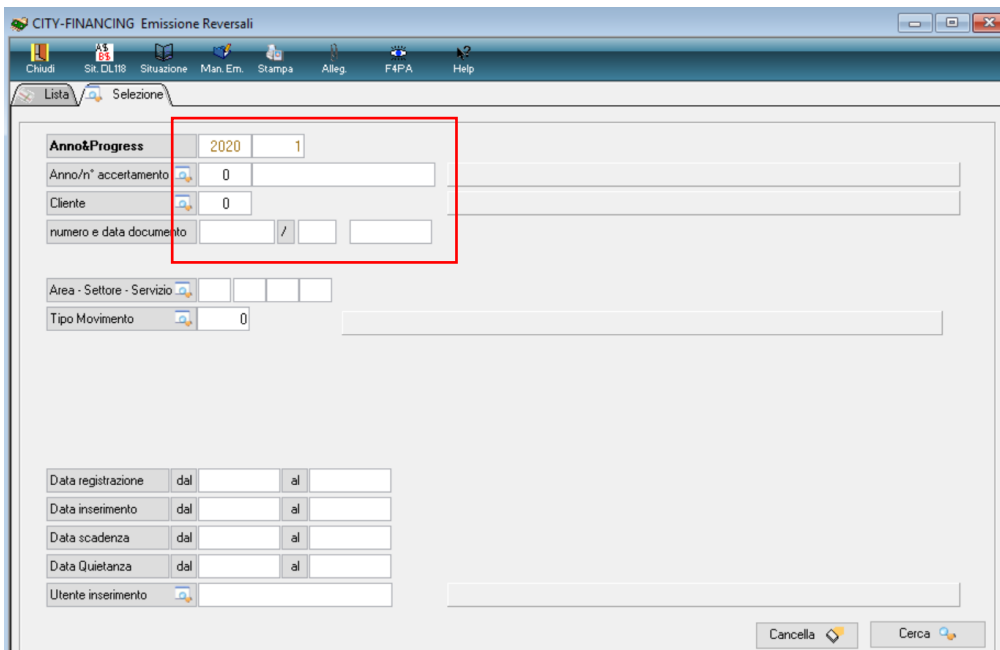 CITY-FINANCING Emissione Reversali
Chiudi Sit. DL118 Situazione Man. Em. Stampa Alleg. F4PA Help
Lista Selezione
Anno&Progress 2020 1
Anno/n° accertamento 0
Cliente 0
numero e data documento /
Area - Settore - Servizio
Tipo Movimento 0
Data registrazione dal al
Data inserimento dal al
Data scadenza dal al
Data Quietanza dal al
Utente inserimento
Cancella Cerca